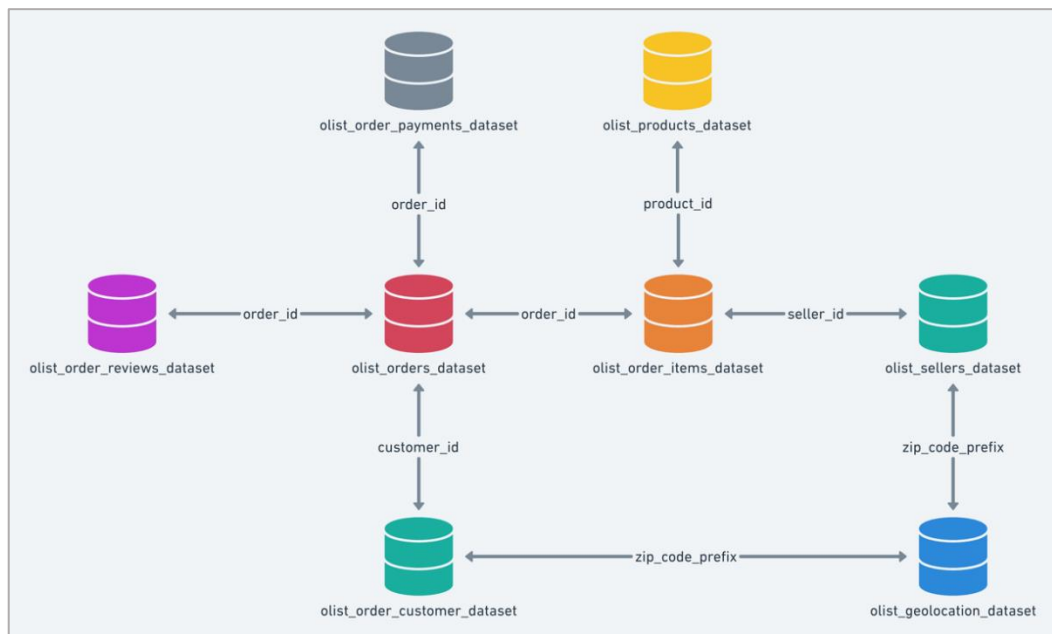 olist_order_payments_dataset
olist_products_dataset
order_id
product_id
order_id
order_id
seller_id
olist_order_reviews_dataset
olist_orders_dataset
olist_order_items_dataset
olist_sellers_dataset
customer_id
zip_code_prefix
zip_code_prefix
olist_order_customer_dataset
olist_geolocation_dataset